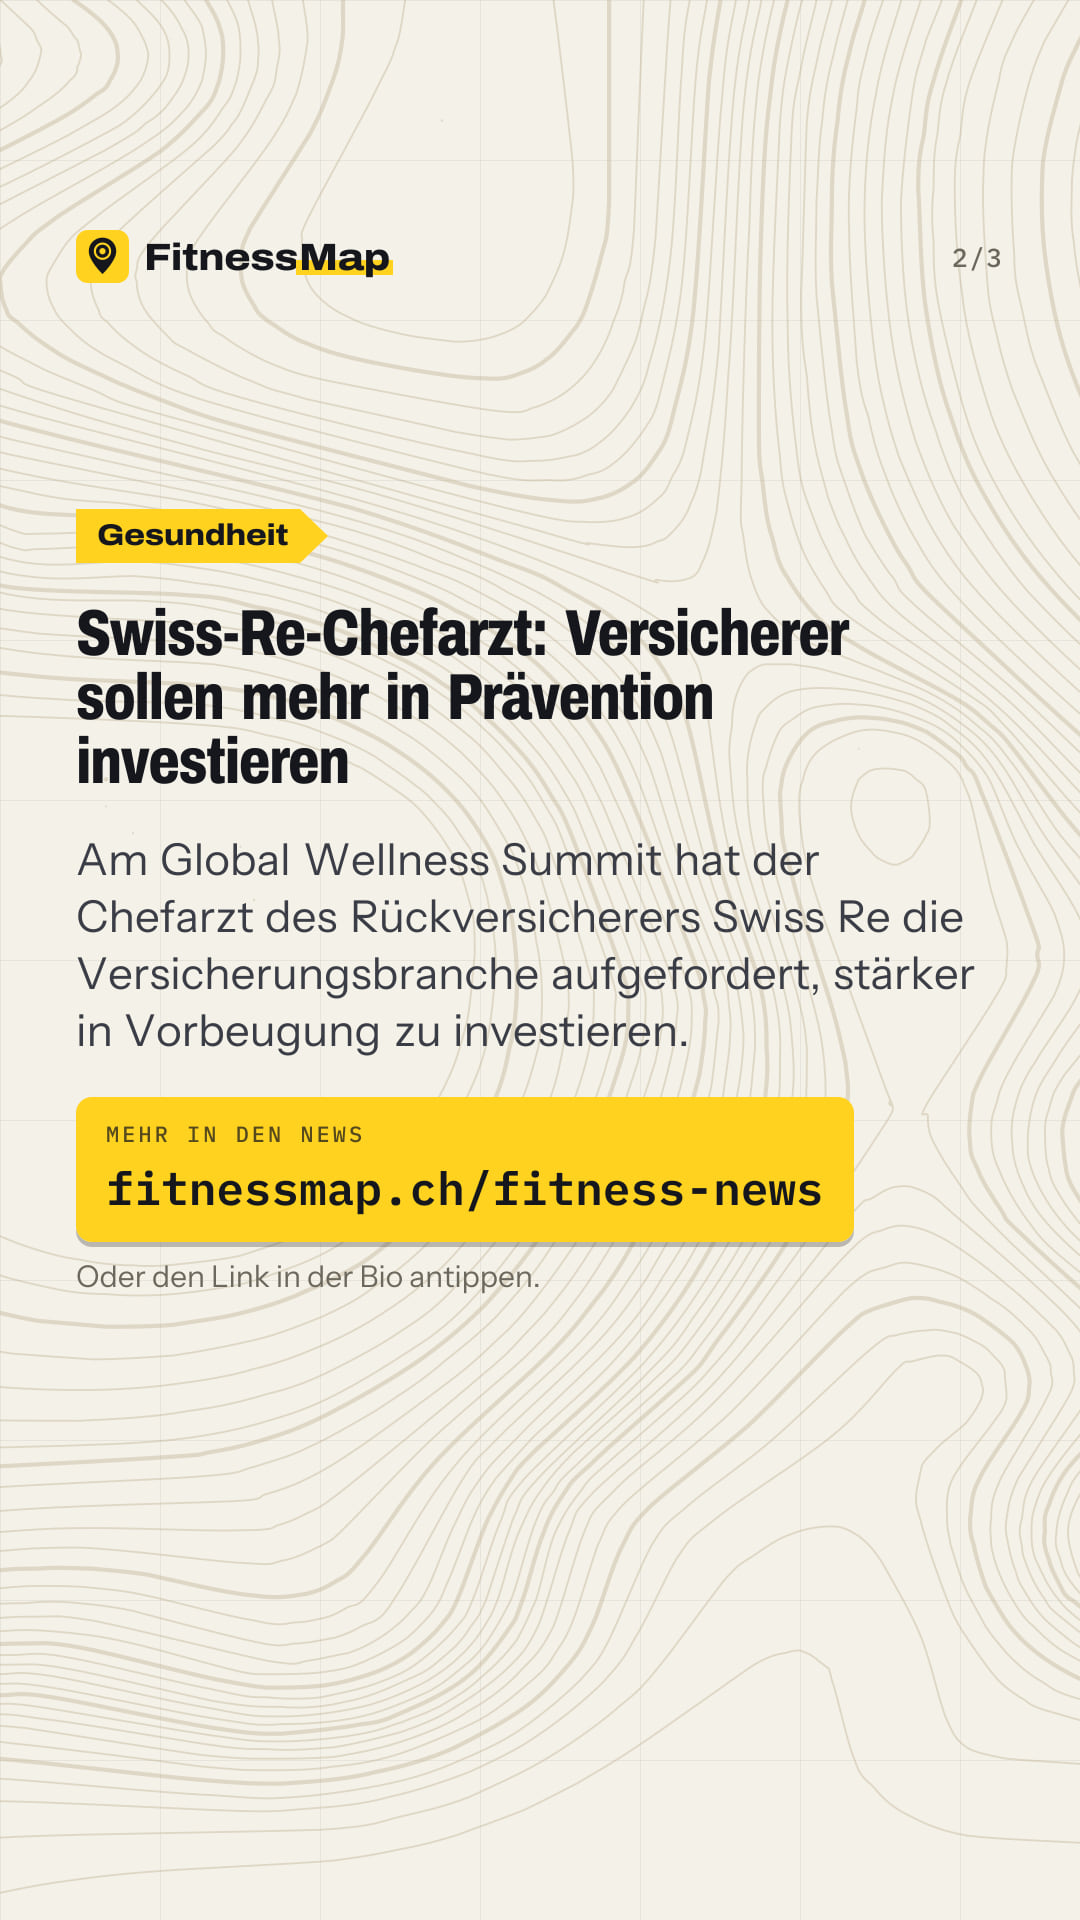 FitnessMap
2/3
Gesundheit
Swiss-Re-Chefarzt: Versicherer
sollen mehr in Prävention
investieren
Am Global Wellness Summit hat der
Chefarzt des Rückversicherers Swiss Re die
Versicherungsbranche aufgefordert, stärker
in Vorbeugung zu investieren.
MEHR IN DEN NEWS
fitnessmap.ch/fitness-news
Oder den Link in der Bio antippen.